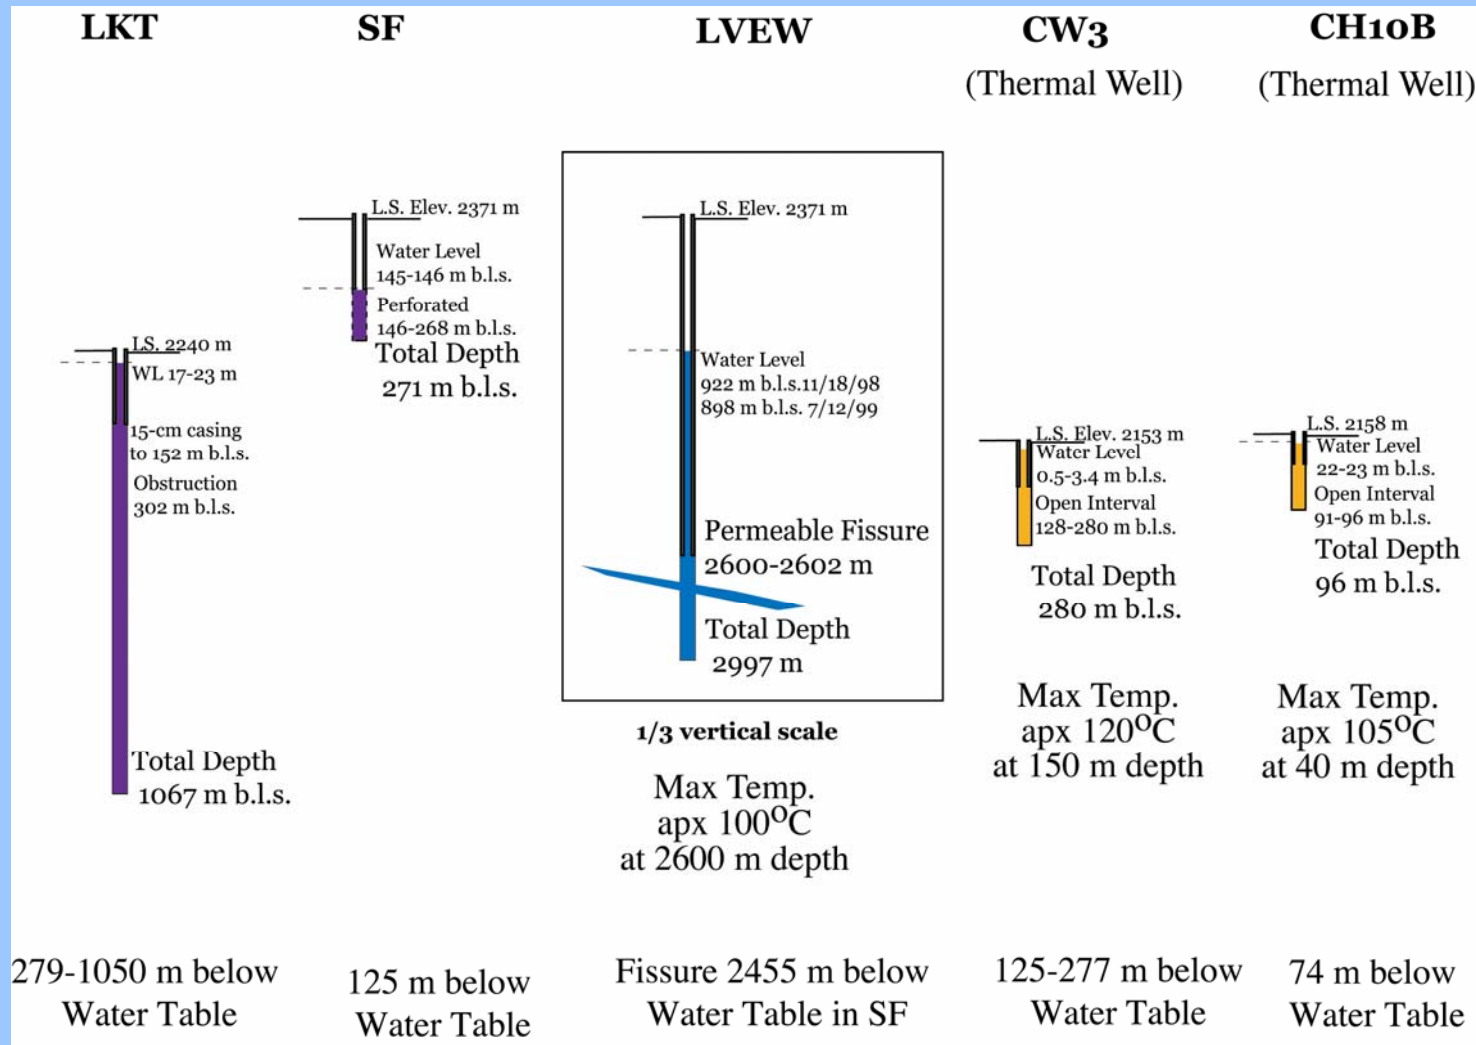 LKT
SF
LVEW
CW3
(Thermal Well)
CH10B
(Thermal Well)
LS. 2240 m
WL 17-23 m
15-cm casing
to 152 m b.l.s.
Obstruction
302 m b.l.s.
Total Depth
1067 m b.l.s.
279-1050 m below
Water Table
L.S. Elev. 2371 m
Water Level
145-146 m b.l.s.
Perforated
146-268 m b.l.s.
Total Depth
271 m b.l.s.
125 m below
Water Table
L.S. Elev. 2371 m
Water Level
922 m b.l.s.11/18/98
898 m b.l.s. 7/12/99
Permeable Fissure
2600-2602 m
Total Depth
2997 m
1/3 vertical scale
Max Temp.
apx 100°C
at 2600 m depth
Fissure 2455 m below
Water Table in SF
L.S. Elev. 2153 m
Water Level
0.5-3.4 m b.l.s.
Open Interval
128-280 m b.l.s.
Total Depth
280 m b.l.s.
Max Temp.
apx 120°C
at 150 m depth
125-277 m below
Water Table
L.S. 2158 m
Water Level
22-23 m b.l.s.
Open Interval
91-96 m b.l.s.
Total Depth
96 m b.l.s.
Max Temp.
apx 105°C
at 40 m depth
74 m below
Water Table